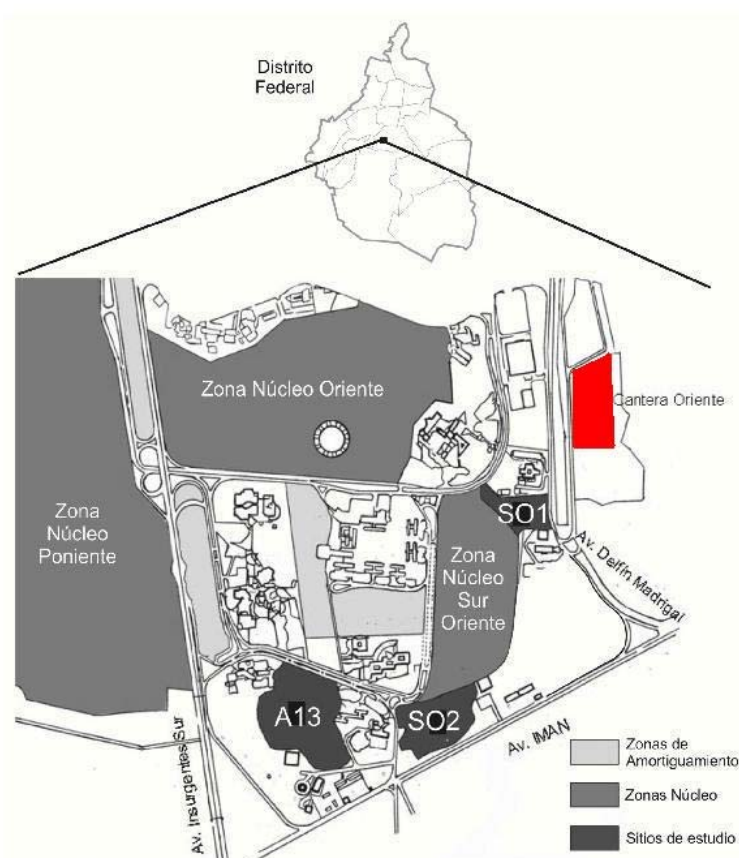 Distrito
Federal
Zona Núcleo Oriente
Cantera Oriente
Zona
Núcleo
Poniente
SO1
Zona
Núcleo
Sur
Oriente
Av. Delfín Madrigal
A13
SO2
Av. IMAN
Av. Insurgentes Sur
Zonas de
Amortiguamiento
Zonas Núcleo
Sitios de estudio